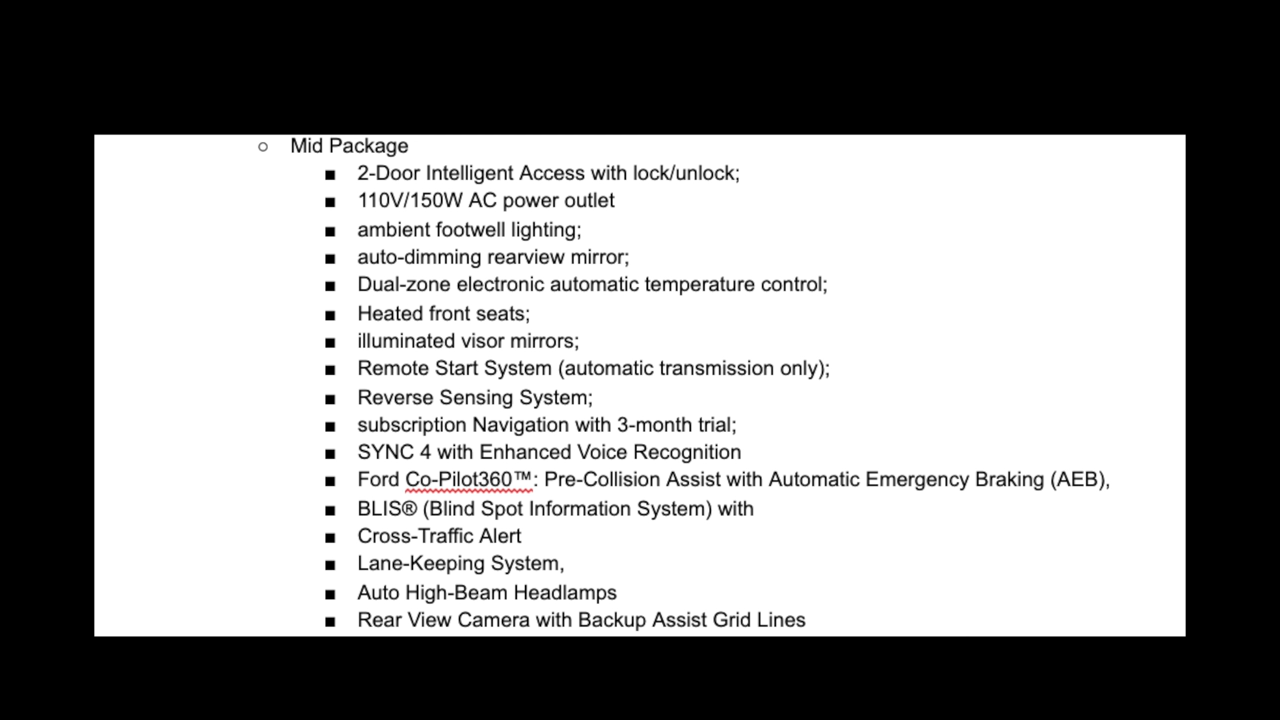 Mid Package
2-Door Intelligent Access with lock/unlock;
110V/150W AC power outlet
ambient footwell lighting;
auto-dimming rearview mirror;
Dual-zone electronic automatic temperature control;
Heated front seats;
illuminated visor mirrors;
Remote Start System (automatic transmission only);
Reverse Sensing System;
subscription Navigation with 3-month trial;
SYNC 4 with Enhanced Voice Recognition
Ford Co-Pilot360™: Pre-Collision Assist with Automatic Emergency Braking (AEB),
BLIS® (Blind Spot Information System) with
Cross-Traffic Alert
Lane-Keeping System,
Auto High-Beam Headlamps
Rear View Camera with Backup Assist Grid Lines